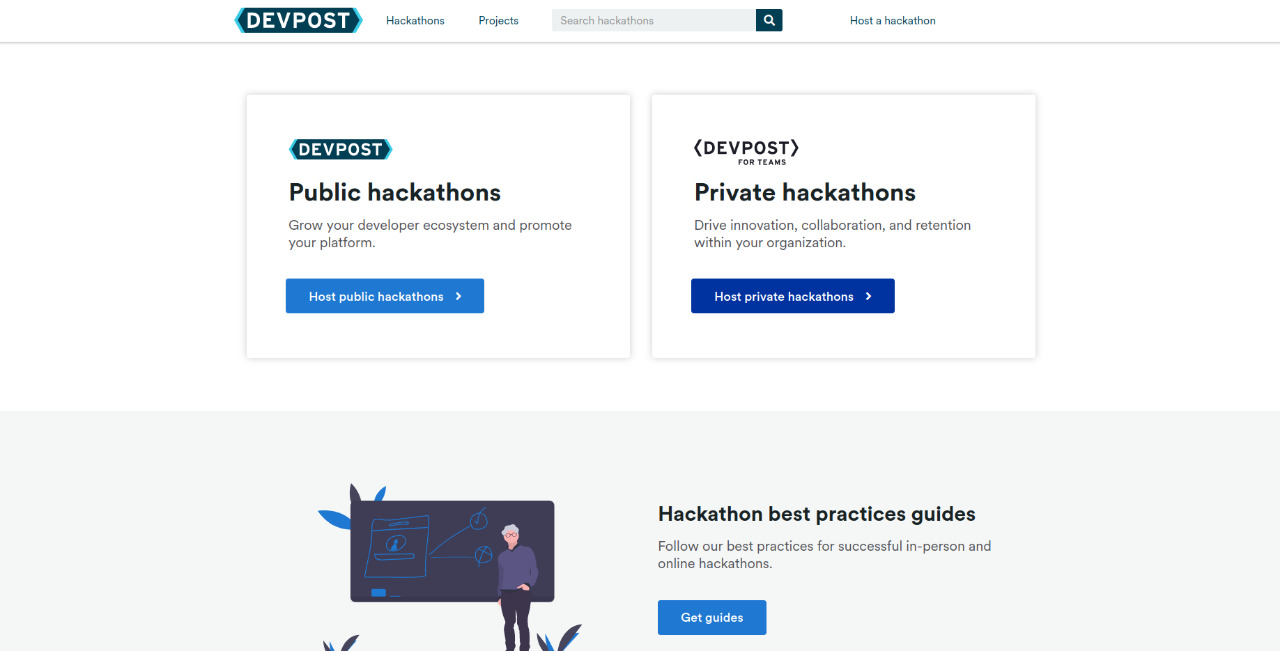 DEVPOST Hackathons Projects Search hackathons Host a hackathon
DEVPOST
Public hackathons
Grow your developer ecosystem and promote
your platform.
Host public hackathons
DEVPOST
FOR TEAMS
Private hackathons
Drive innovation, collaboration, and retention
within your organization.
Host private hackathons
Hackathon best practices guides
Follow our best practices for successful in-person and
online hackathons.
Get guides